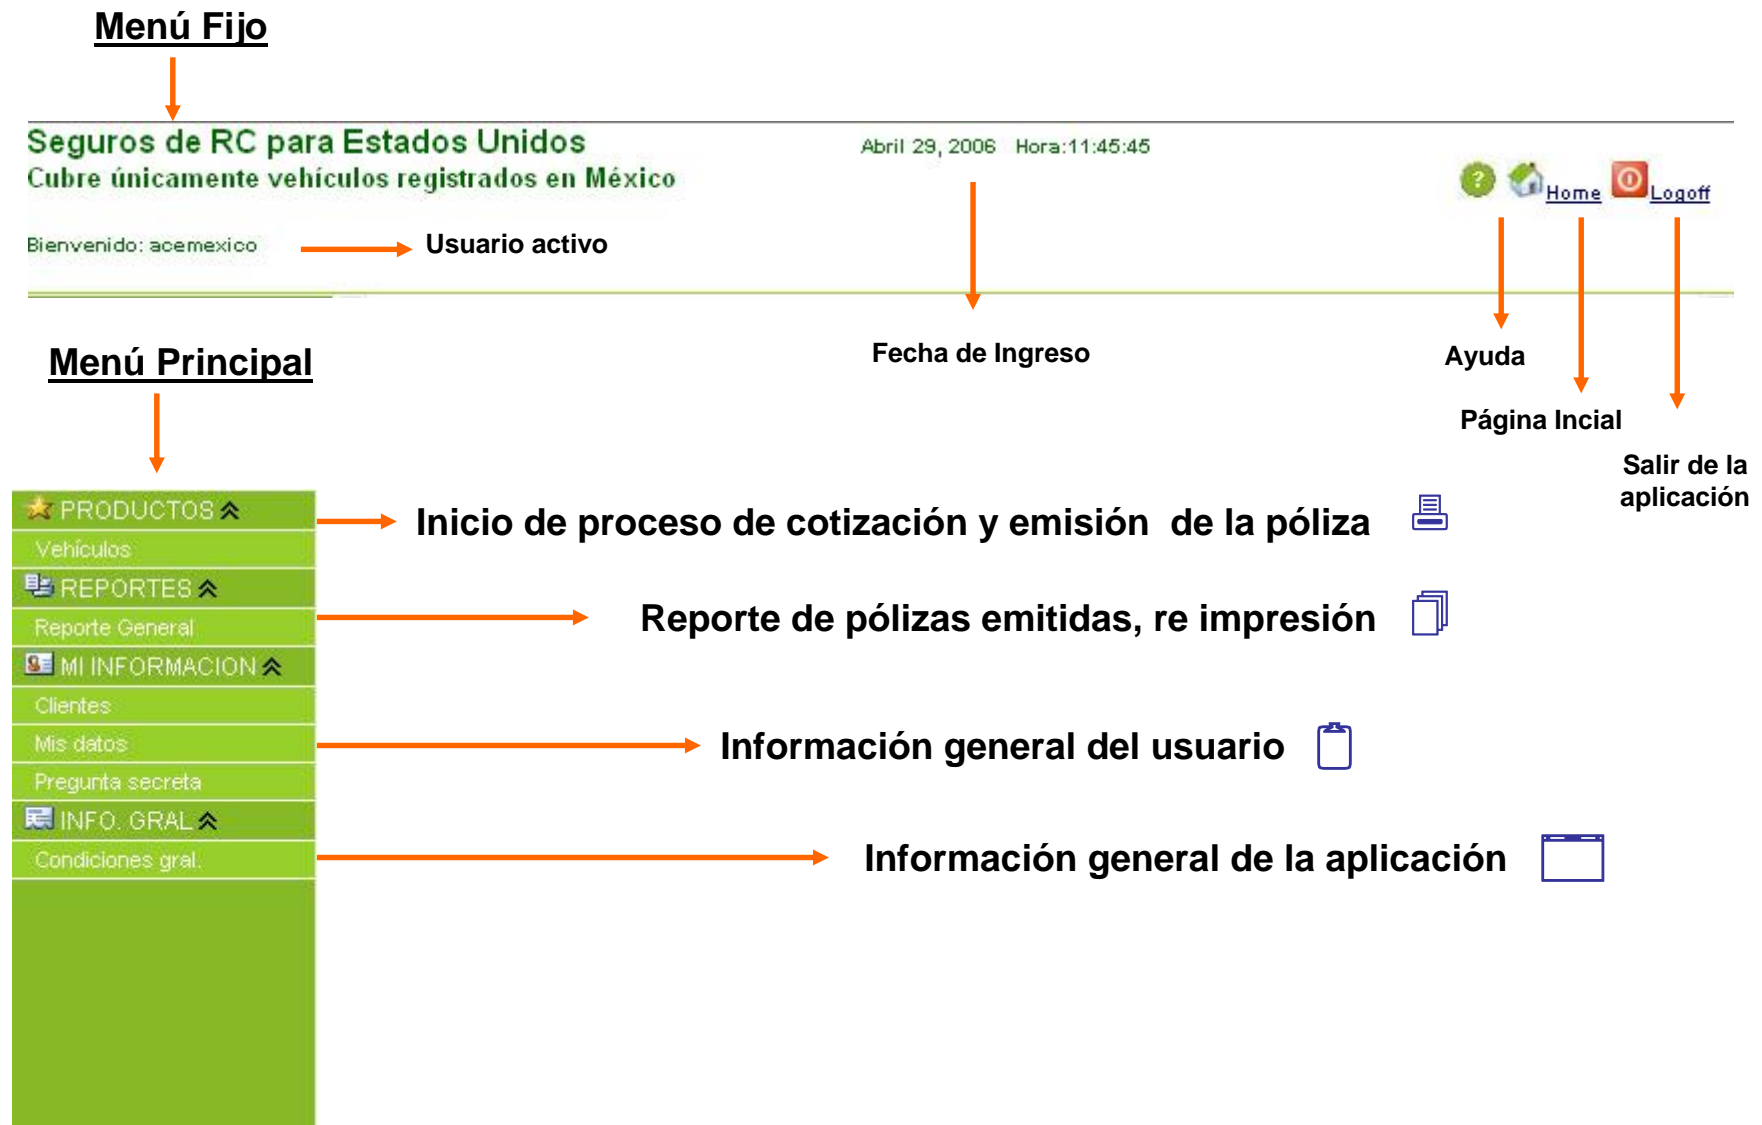 Menú Fijo
Seguros de RC para Estados Unidos
Cubre únicamente vehículos registrados en México
Abril 29, 2006 Hora:11:45:45
? Home Logoff
Bienvenido: acemexico
Usuario activo
Fecha de Ingreso
Ayuda
Página Incial
Salir de la
aplicación
Menú Principal
PRODUCTOS
Vehículos
REPORTES
Reporte General
MI INFORMACION
Clientes
Mis datos
Pregunta secreta
INFO. GRAL
Condiciones gral.
Inicio de proceso de cotización y emisión de la póliza
Reporte de pólizas emitidas, re impresión
Información general del usuario
Información general de la aplicación